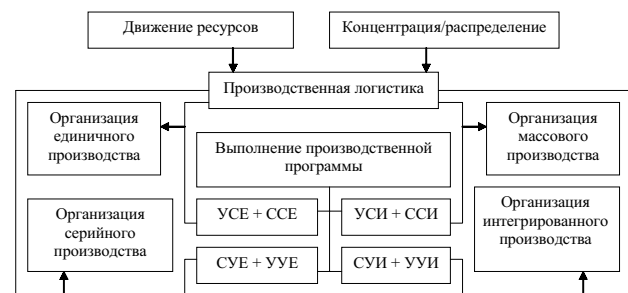 Движение ресурсов
Концентрация/распределение
Производственная логистика
Организация
единичного
производства
Организация
массового
производства
Выполнение производственной
программы
Организация
серийного
производства
Организация
интегрированного
производства
УСЕ + ССЕ
УСИ + ССИ
СУЕ + УУЕ
СУИ + УУИ